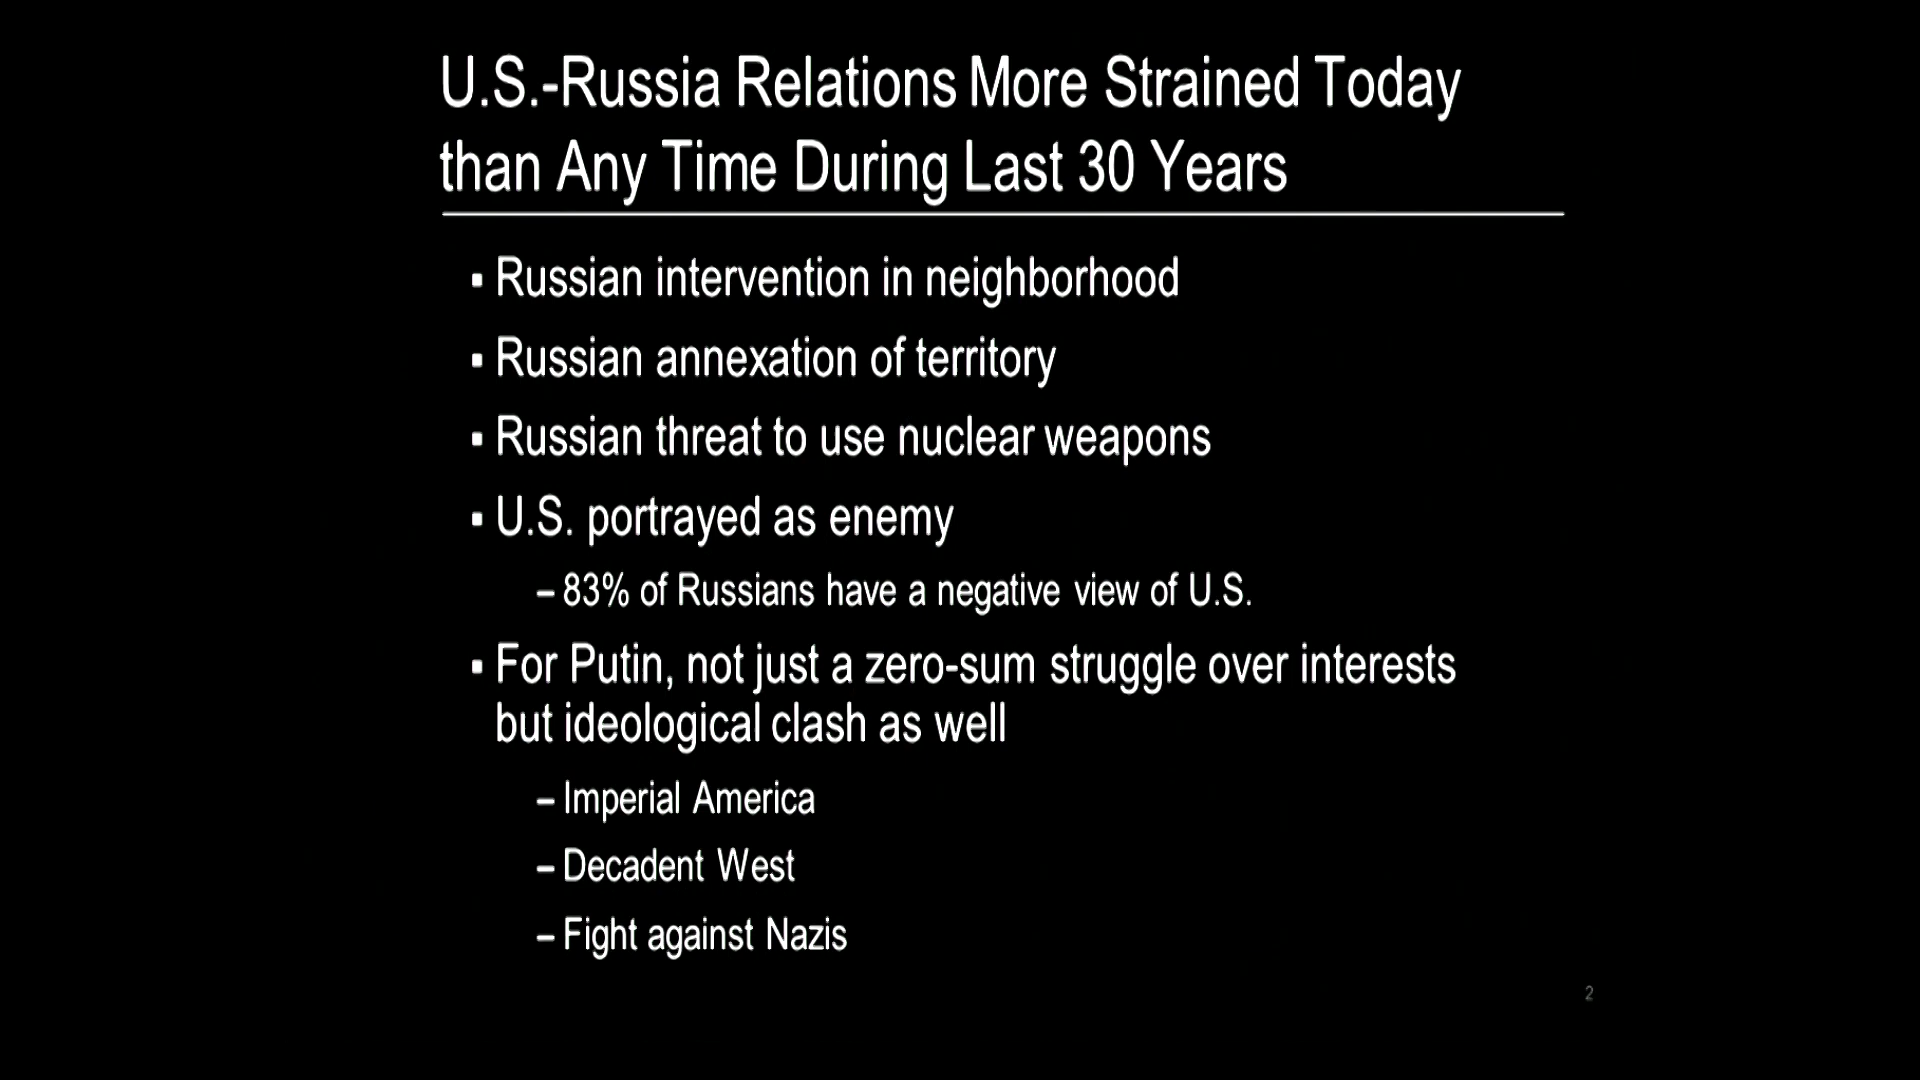 U.S.-Russia Relations More Strained Today
than Any Time During Last 30 Years
▪ Russian intervention in neighborhood
▪ Russian annexation of territory
▪ Russian threat to use nuclear weapons
▪ U.S. portrayed as enemy
– 83% of Russians have a negative view of U.S.
▪ For Putin, not just a zero-sum struggle over interests
but ideological clash as well
– Imperial America
– Decadent West
– Fight against Nazis
2